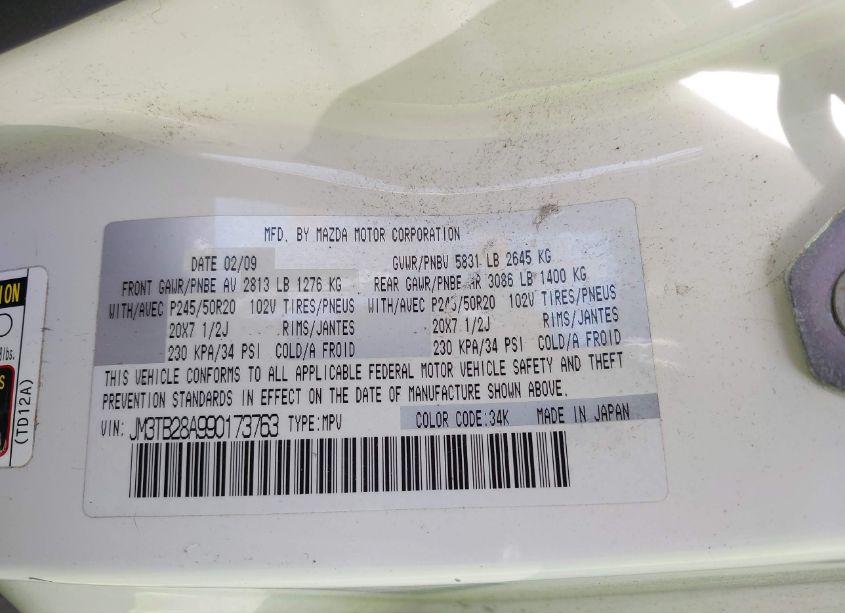 MFD. BY MAZDA MOTOR CORPORATION
DATE 02/09 GVWR/PNBV 5831 LB 2645 KG
FRONT GAWR/PNBE AV 2813 LB 1276 KG REAR GAWR/PNBE AR 3086 LB 1400 KG
WITH/AVEC P245/50R20 102V TIRES/PNEUS WITH/AVEC P245/50R20 102V TIRES/PNEUS
20X7 1/2J RIMS/JANTES 20X7 1/2J RIMS/JANTES
230 KPA/34 PSI COLD/A FROID 230 KPA/34 PSI COLD/A FROID
THIS VEHICLE CONFORMS TO ALL APPLICABLE FEDERAL MOTOR VEHICLE SAFETY AND THEFT
PREVENTION STANDARDS IN EFFECT ON THE DATE OF MANUFACTURE SHOWN ABOVE.
VIN: JM3TB28A990173763 TYPE:MPV COLOR CODE:34K MADE IN JAPAN
lbs.
(TD12A)